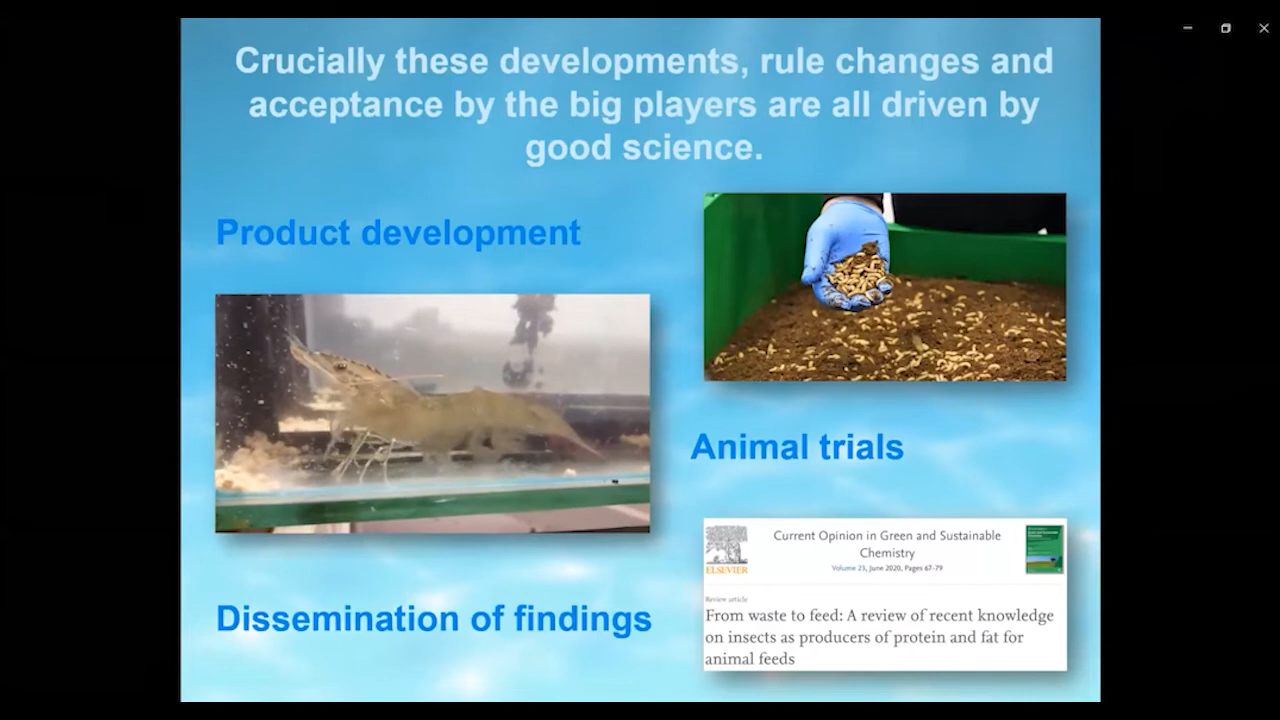 Crucially these developments, rule changes and
acceptance by the big players are all driven by
good science.
Product development
Animal trials
ELSEVIER
Current Opinion in Green and Sustainable
Chemistry
Volume 23, June 2020, Pages 67-79
Review article
From waste to feed: A review of recent knowledge
on insects as producers of protein and fat for
animal feeds
Dissemination of findings